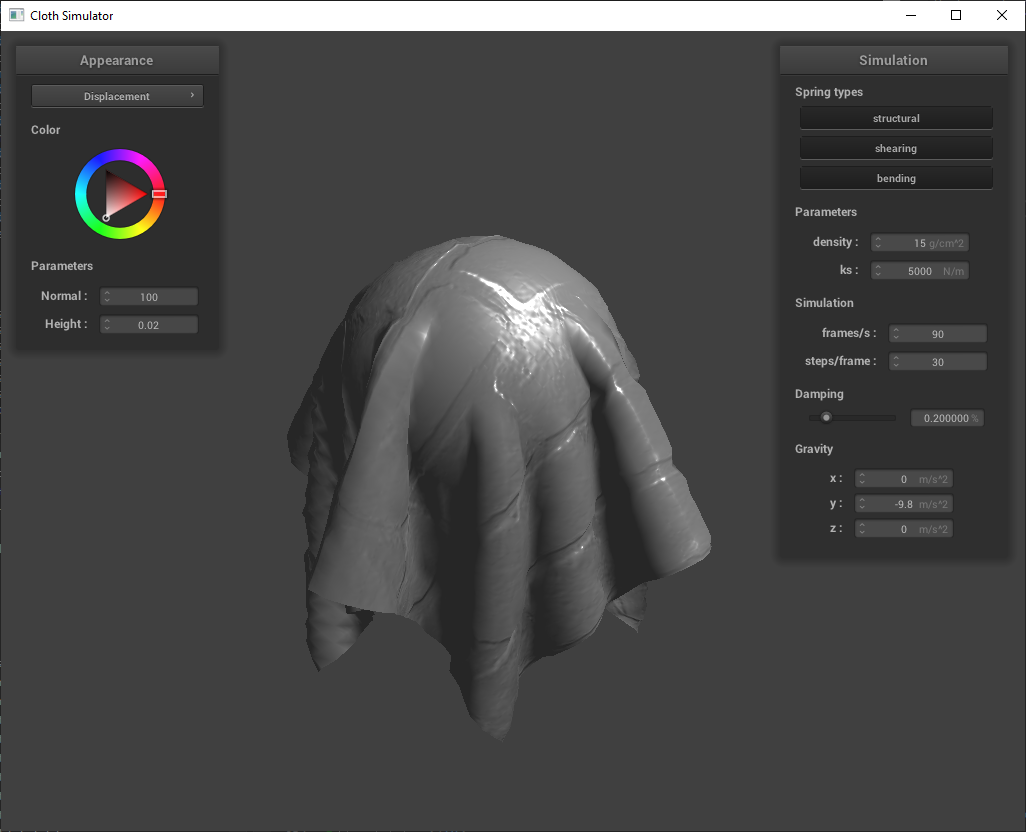 Cloth Simulator
Appearance
Displacement
Color
Parameters
Normal : 100
Height : 0.02
Simulation
Spring types
structural
shearing
bending
Parameters
density : 15 g/cm^2
ks : 5000 N/m
Simulation
frames/s : 90
steps/frame : 30
Damping
0.200000 %
Gravity
x : 0 m/s^2
y : -9.8 m/s^2
z : 0 m/s^2